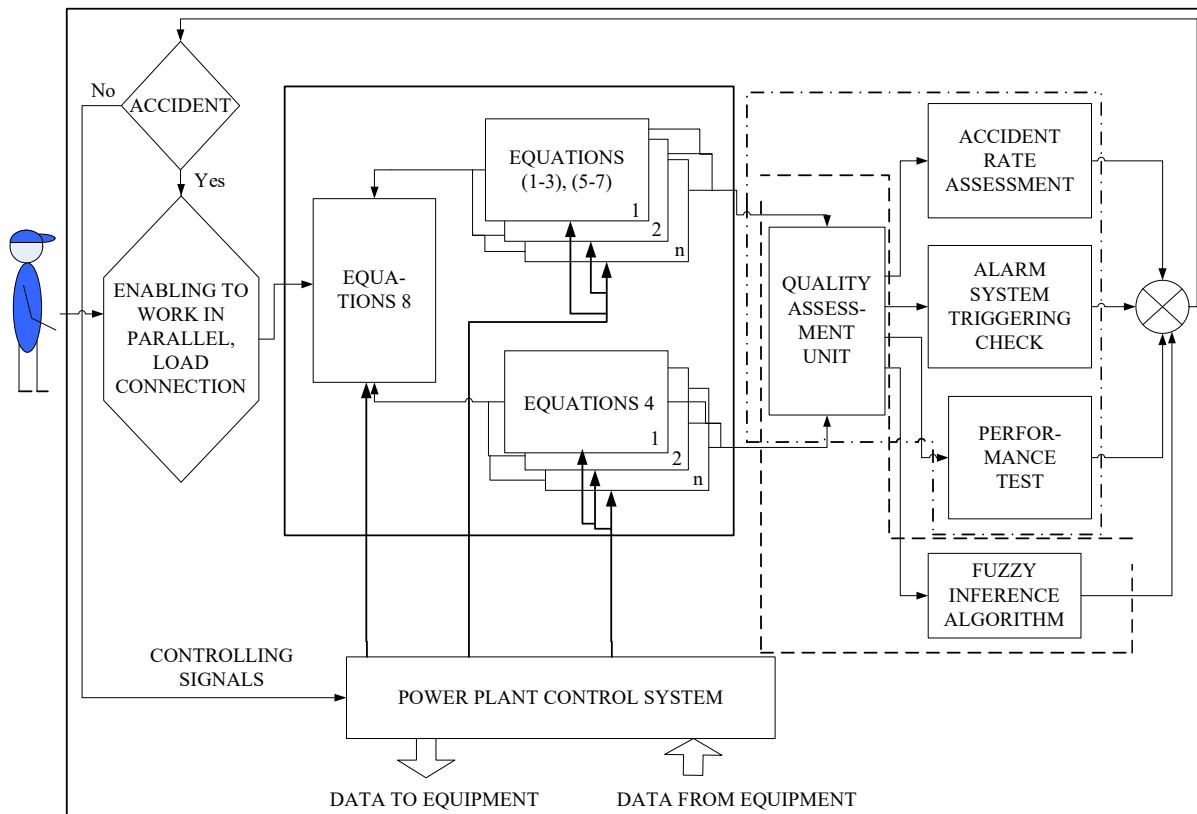 No
ACCIDENT
Yes
ENABLING TO
WORK IN
PARALLEL,
LOAD
CONNECTION
EQUA-
TIONS 8
EQUATIONS
(1-3), (5-7)
1
2
n
EQUATIONS 4
1
2
n
QUALITY
ASSESS-
MENT
UNIT
ACCIDENT
RATE
ASSESSMENT
ALARM
SYSTEM
TRIGGERING
CHECK
PERFOR-
MANCE
TEST
FUZZY
INFERENCE
ALGORITHM
CONTROLLING
SIGNALS
POWER PLANT CONTROL SYSTEM
DATA TO EQUIPMENT
DATA FROM EQUIPMENT